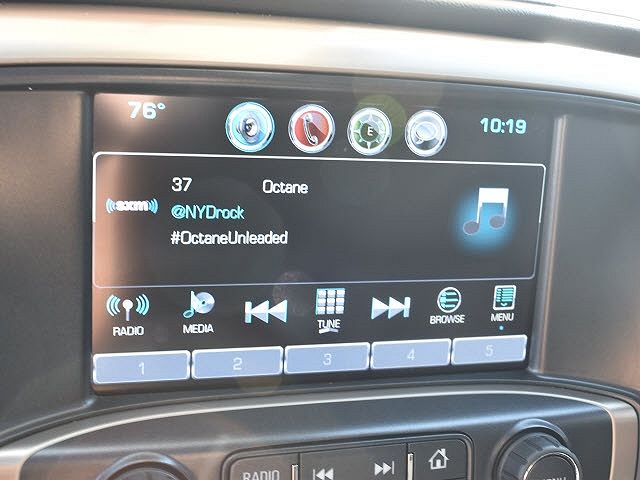 76° 10:19
E
37 Octane
((sxm)) @NYDrock
#OctaneUnleaded
RADIO MEDIA TUNE BROWSE MENU
1 2 3 4 5
RADIO MENU